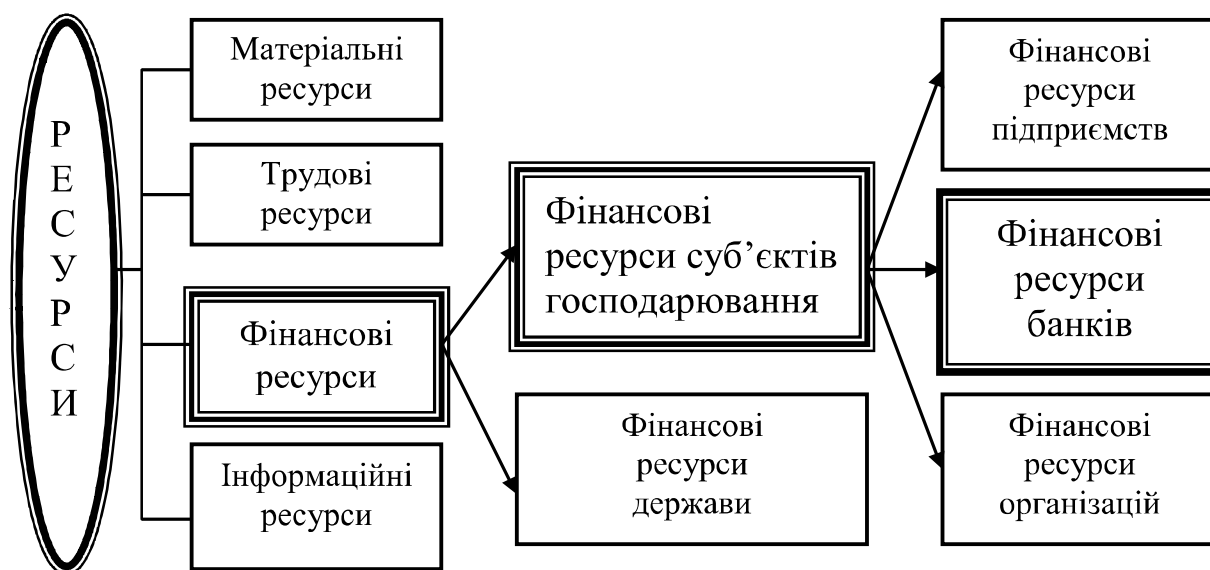 РЕСУРСИ
Матеріальні
ресурси
Трудові
ресурси
Фінансові
ресурси
Інформаційні
ресурси
Фінансові
ресурси суб’єктів
господарювання
Фінансові
ресурси
держави
Фінансові
ресурси
підприємств
Фінансові
ресурси
банків
Фінансові
ресурси
організацій